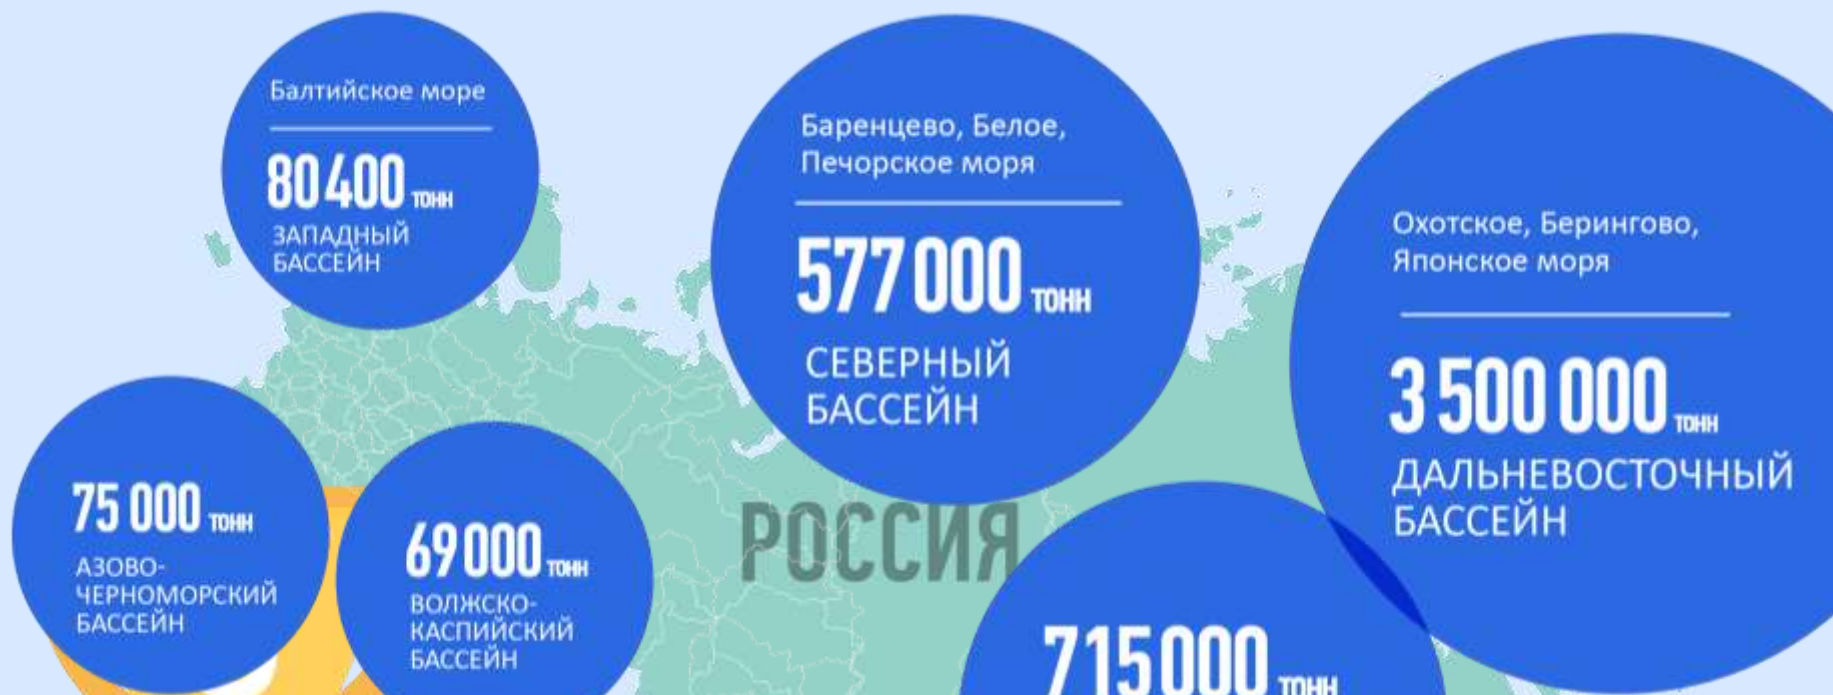 Балтийское море
80 400 тонн
ЗАПАДНЫЙ
БАССЕЙН
Баренцево, Белое,
Печорское моря
577 000 тонн
СЕВЕРНЫЙ
БАССЕЙН
Охотское, Берингово,
Японское моря
3 500 000 тонн
ДАЛЬНЕВОСТОЧНЫЙ
БАССЕЙН
75 000 тонн
АЗОВО-
ЧЕРНОМОРСКИЙ
БАССЕЙН
69 000 тонн
ВОЛЖСКО-
КАСПИЙСКИЙ
БАССЕЙН
РОССИЯ
715 000 тонн